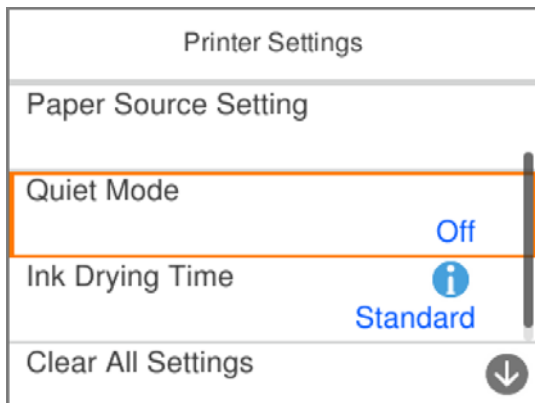 Printer Settings
Paper Source Setting
Quiet Mode
Off
Ink Drying Time
Standard
Clear All Settings